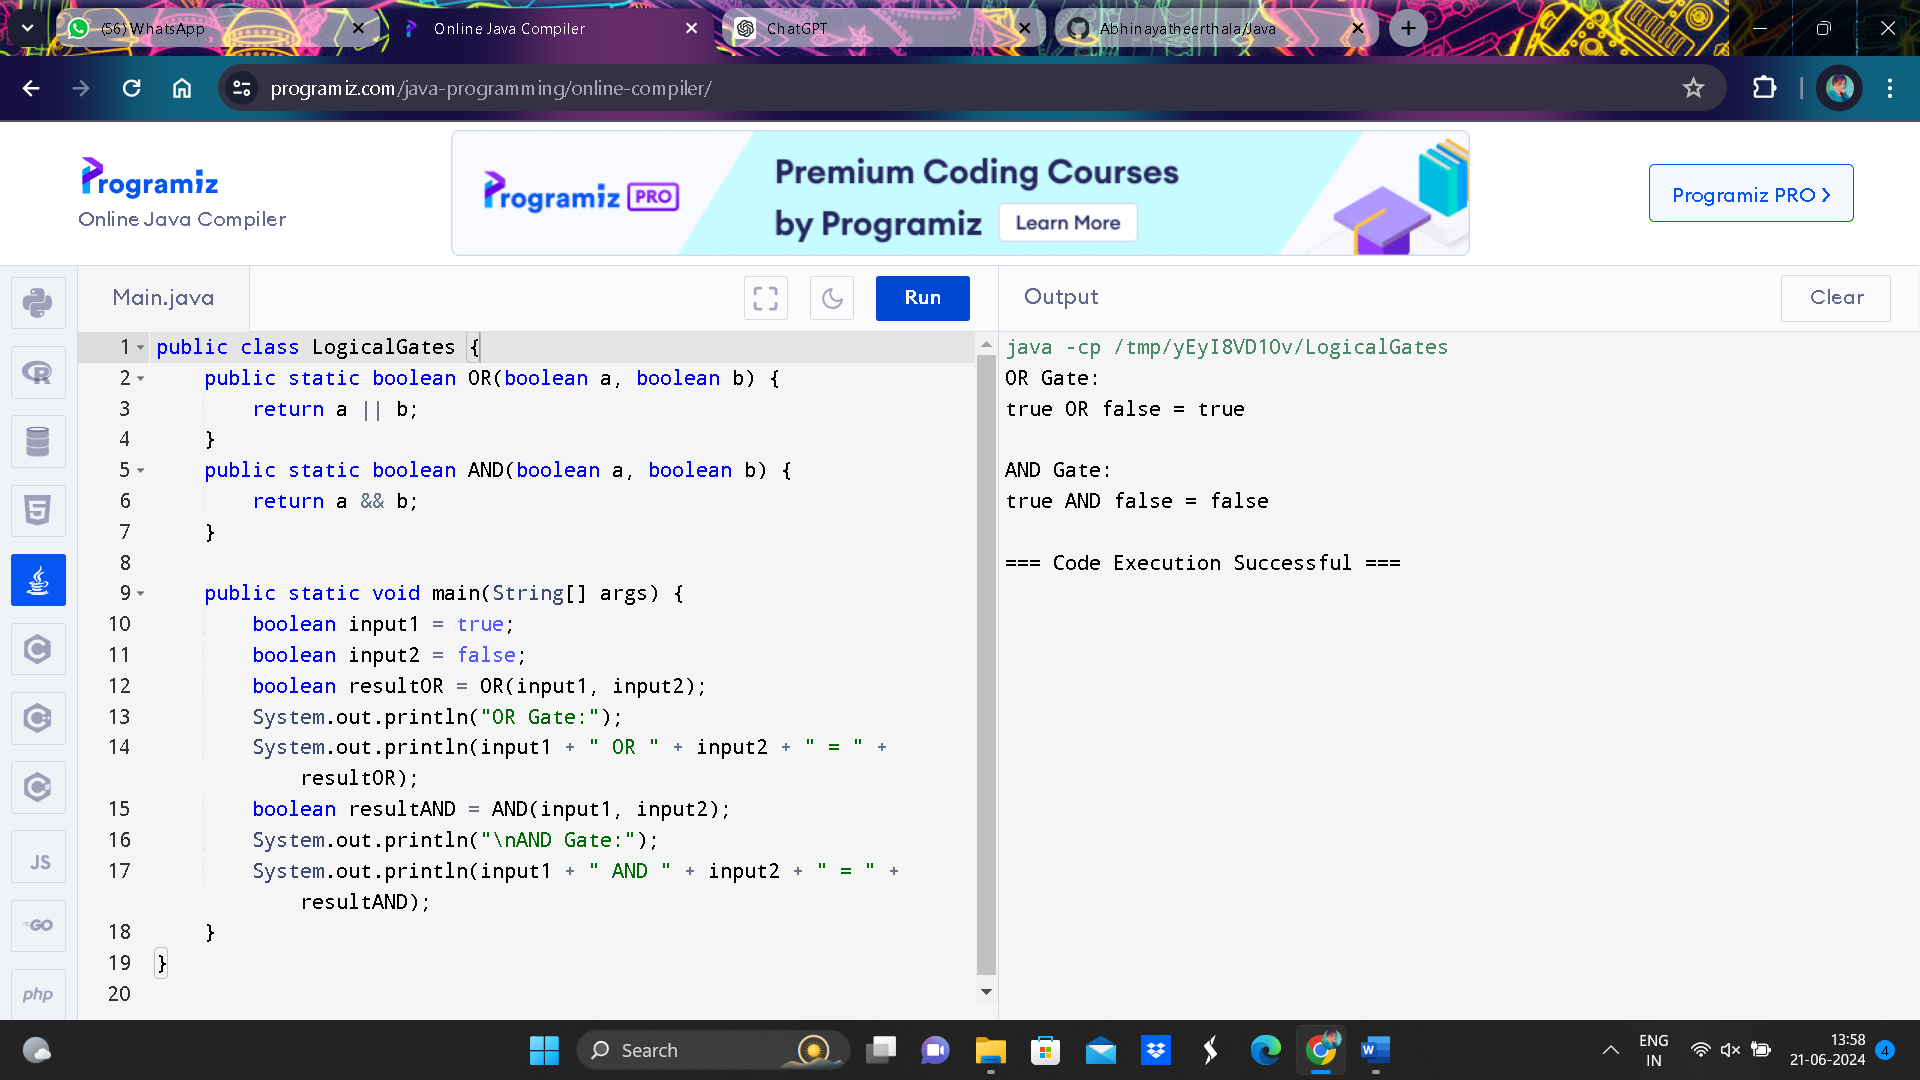 (56) WhatsApp
Online Java Compiler
ChatGPT
Abhinayatheerthala/Java
programiz.com/java-programming/online-compiler/
Programiz
Online Java Compiler
Programiz PRO
Premium Coding Courses
by Programiz
Learn More
Programiz PRO
Main.java
Run
Output
Clear
1 public class LogicalGates {
2 public static boolean OR(boolean a, boolean b) {
3 return a || b;
4 }
5 public static boolean AND(boolean a, boolean b) {
6 return a && b;
7 }
8
9 public static void main(String[] args) {
10 boolean input1 = true;
11 boolean input2 = false;
12 boolean resultOR = OR(input1, input2);
13 System.out.println("OR Gate:");
14 System.out.println(input1 + " OR " + input2 + " = " +
resultOR);
15 boolean resultAND = AND(input1, input2);
16 System.out.println("\nAND Gate:");
17 System.out.println(input1 + " AND " + input2 + " = " +
resultAND);
18 }
19 }
20
java -cp /tmp/yEyI8VD1Ov/LogicalGates
OR Gate:
true OR false = true
AND Gate:
true AND false = false
=== Code Execution Successful ===
R
5
C
JS
GO
php
Search
W
ENG
IN
13:58
21-06-2024
4